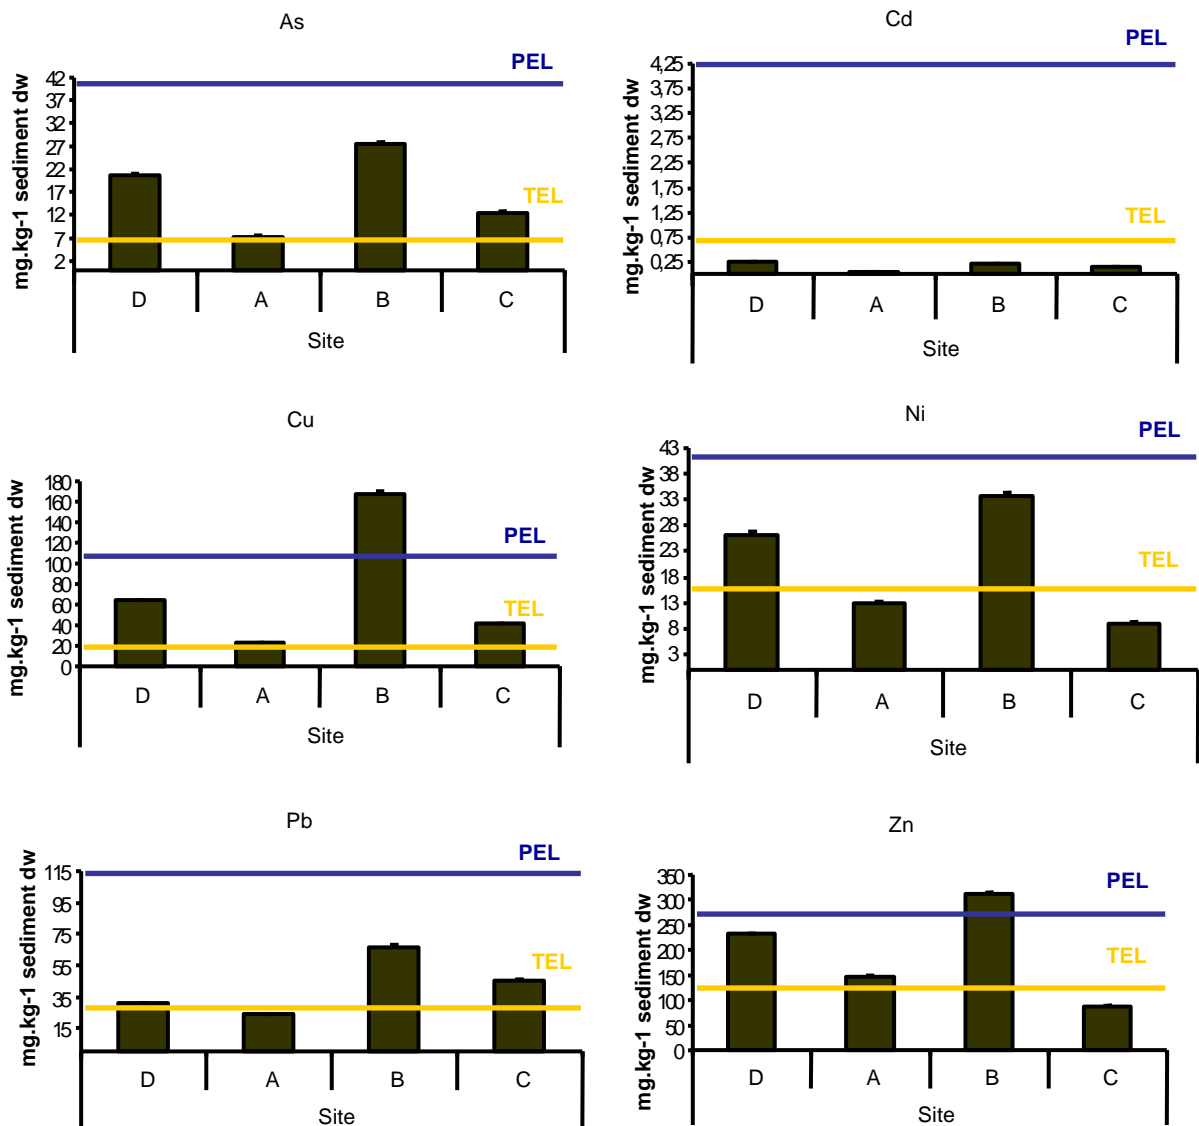 As
PEL
mg.kg-1 sediment dw
42
37
32
27
22
17
12
7
2
TEL
D A B C
Site
Cd
PEL
mg.kg-1 sediment dw
4,25
3,75
3,25
2,75
2,25
1,75
1,25
0,75
0,25
TEL
D A B C
Site
Cu
mg.kg-1 sediment dw
180
160
140
120
100
80
60
40
20
0
PEL
TEL
D A B C
Site
Ni
PEL
mg.kg-1 sediment dw
43
38
33
28
23
18
13
8
3
TEL
D A B C
Site
Pb
PEL
mg.kg-1 sediment dw
115
95
75
55
35
15
TEL
D A B C
Site
Zn
mg.kg-1 sediment dw
350
300
250
200
150
100
50
0
PEL
TEL
D A B C
Site